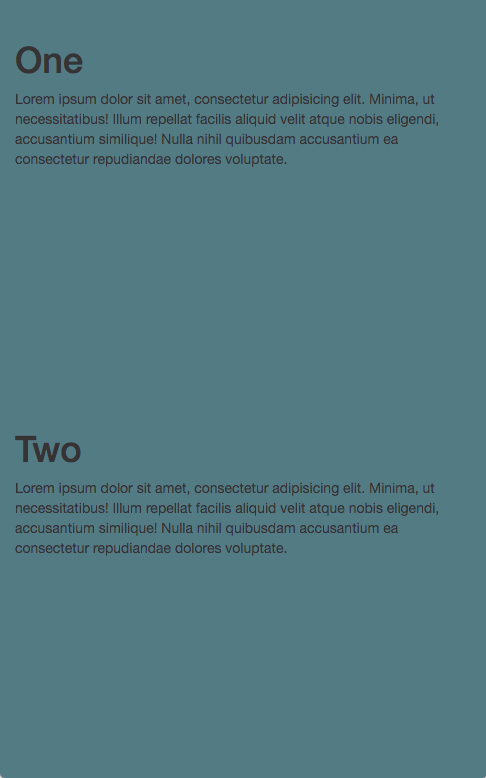 One
Lorem ipsum dolor sit amet, consectetur adipisicing elit. Minima, ut
necessitatibus! Illum repellat facilis aliquid velit atque nobis eligendi,
accusantium similique! Nulla nihil quibusdam accusantium ea
consectetur repudiandae dolores voluptate.
Two
Lorem ipsum dolor sit amet, consectetur adipisicing elit. Minima, ut
necessitatibus! Illum repellat facilis aliquid velit atque nobis eligendi,
accusantium similique! Nulla nihil quibusdam accusantium ea
consectetur repudiandae dolores voluptate.